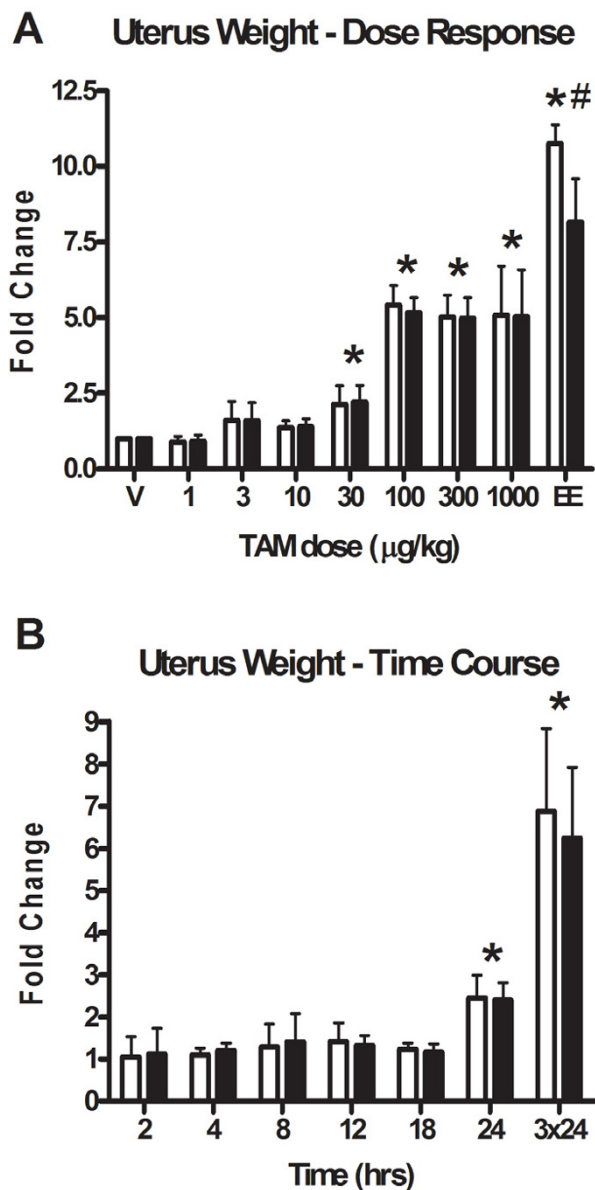 A
Uterus Weight - Dose Response
* #
12.5
10.0
7.5
5.0
2.5
0.0
Fold Change
* * * *
V 1 3 10 30 100 300 1000 EE
TAM dose (μg/kg)
B
Uterus Weight - Time Course
*
9
8
7
6
5
4
3
2
1
0
Fold Change
*
2 4 8 12 18 24 3x24
Time (hrs)